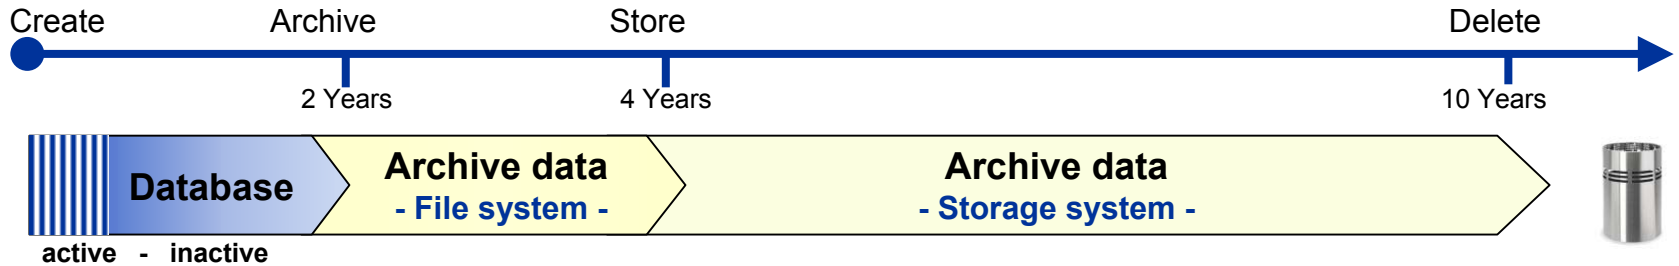 Create Archive Store Delete
2 Years 4 Years 10 Years
Database
Archive data
- File system -
Archive data
- Storage system -
active - inactive